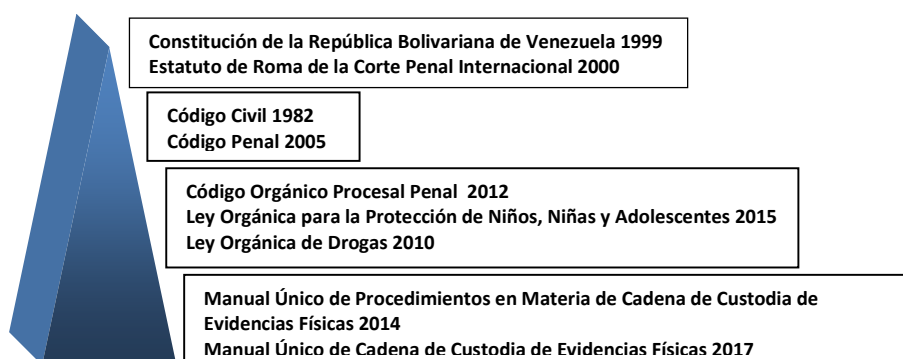 Constitución de la República Bolivariana de Venezuela 1999
Estatuto de Roma de la Corte Penal Internacional 2000
Código Civil 1982
Código Penal 2005
Código Orgánico Procesal Penal 2012
Ley Orgánica para la Protección de Niños, Niñas y Adolescentes 2015
Ley Orgánica de Drogas 2010
Manual Único de Procedimientos en Materia de Cadena de Custodia de
Evidencias Físicas 2014
Manual Único de Cadena de Custodia de Evidencias Físicas 2017